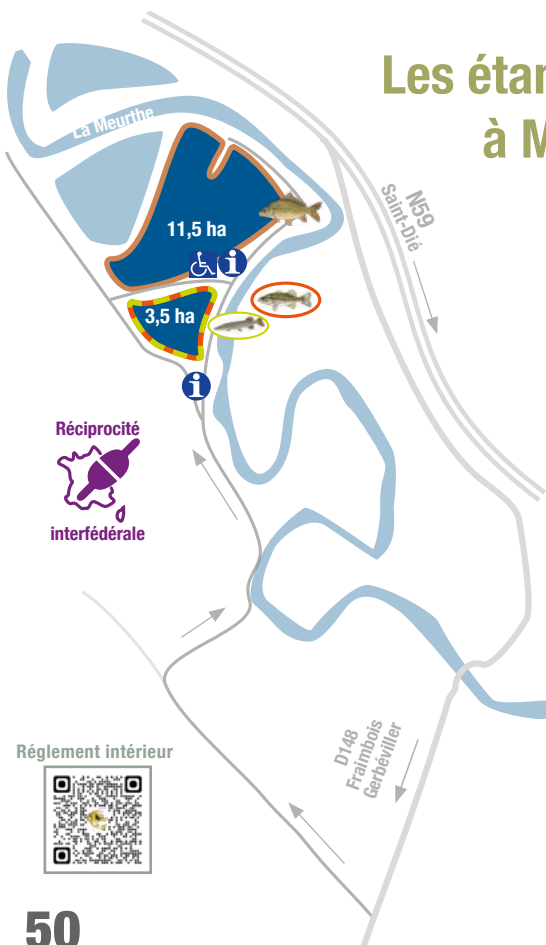 Les étan
à M
La Meurthe
N59
Saint-Dié
11,5 ha
i
3,5 ha
i
Réciprocité
interfédérale
D148
Fraimbois
Gerbéviller
Réglement intérieur
50